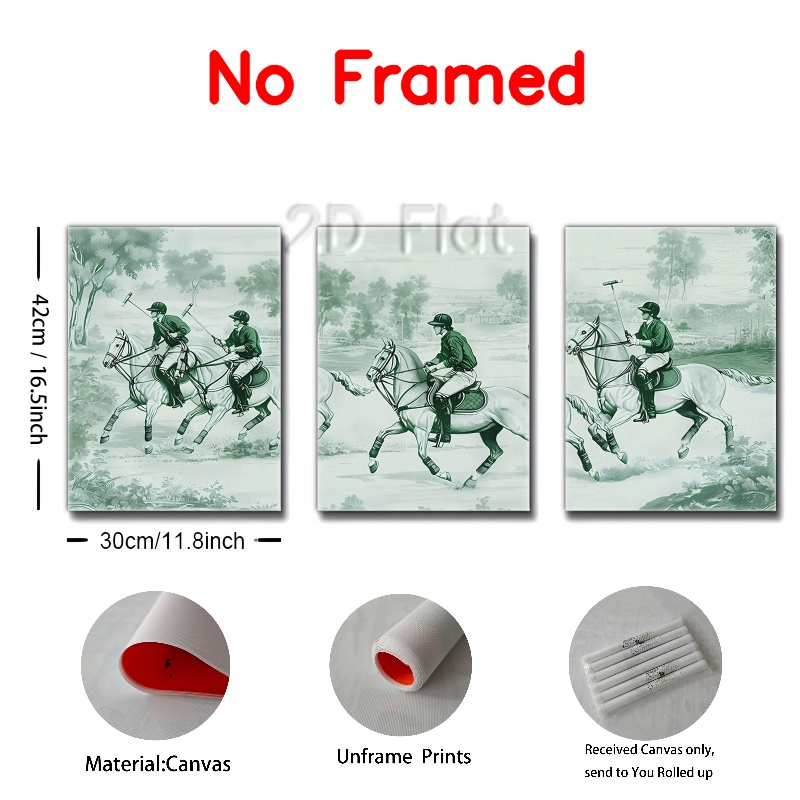 No Framed
2D Flat
42cm / 16.5inch
30cm/11.8inch
Material:Canvas
Unframe Prints
Received Canvas only,
send to You Rolled up